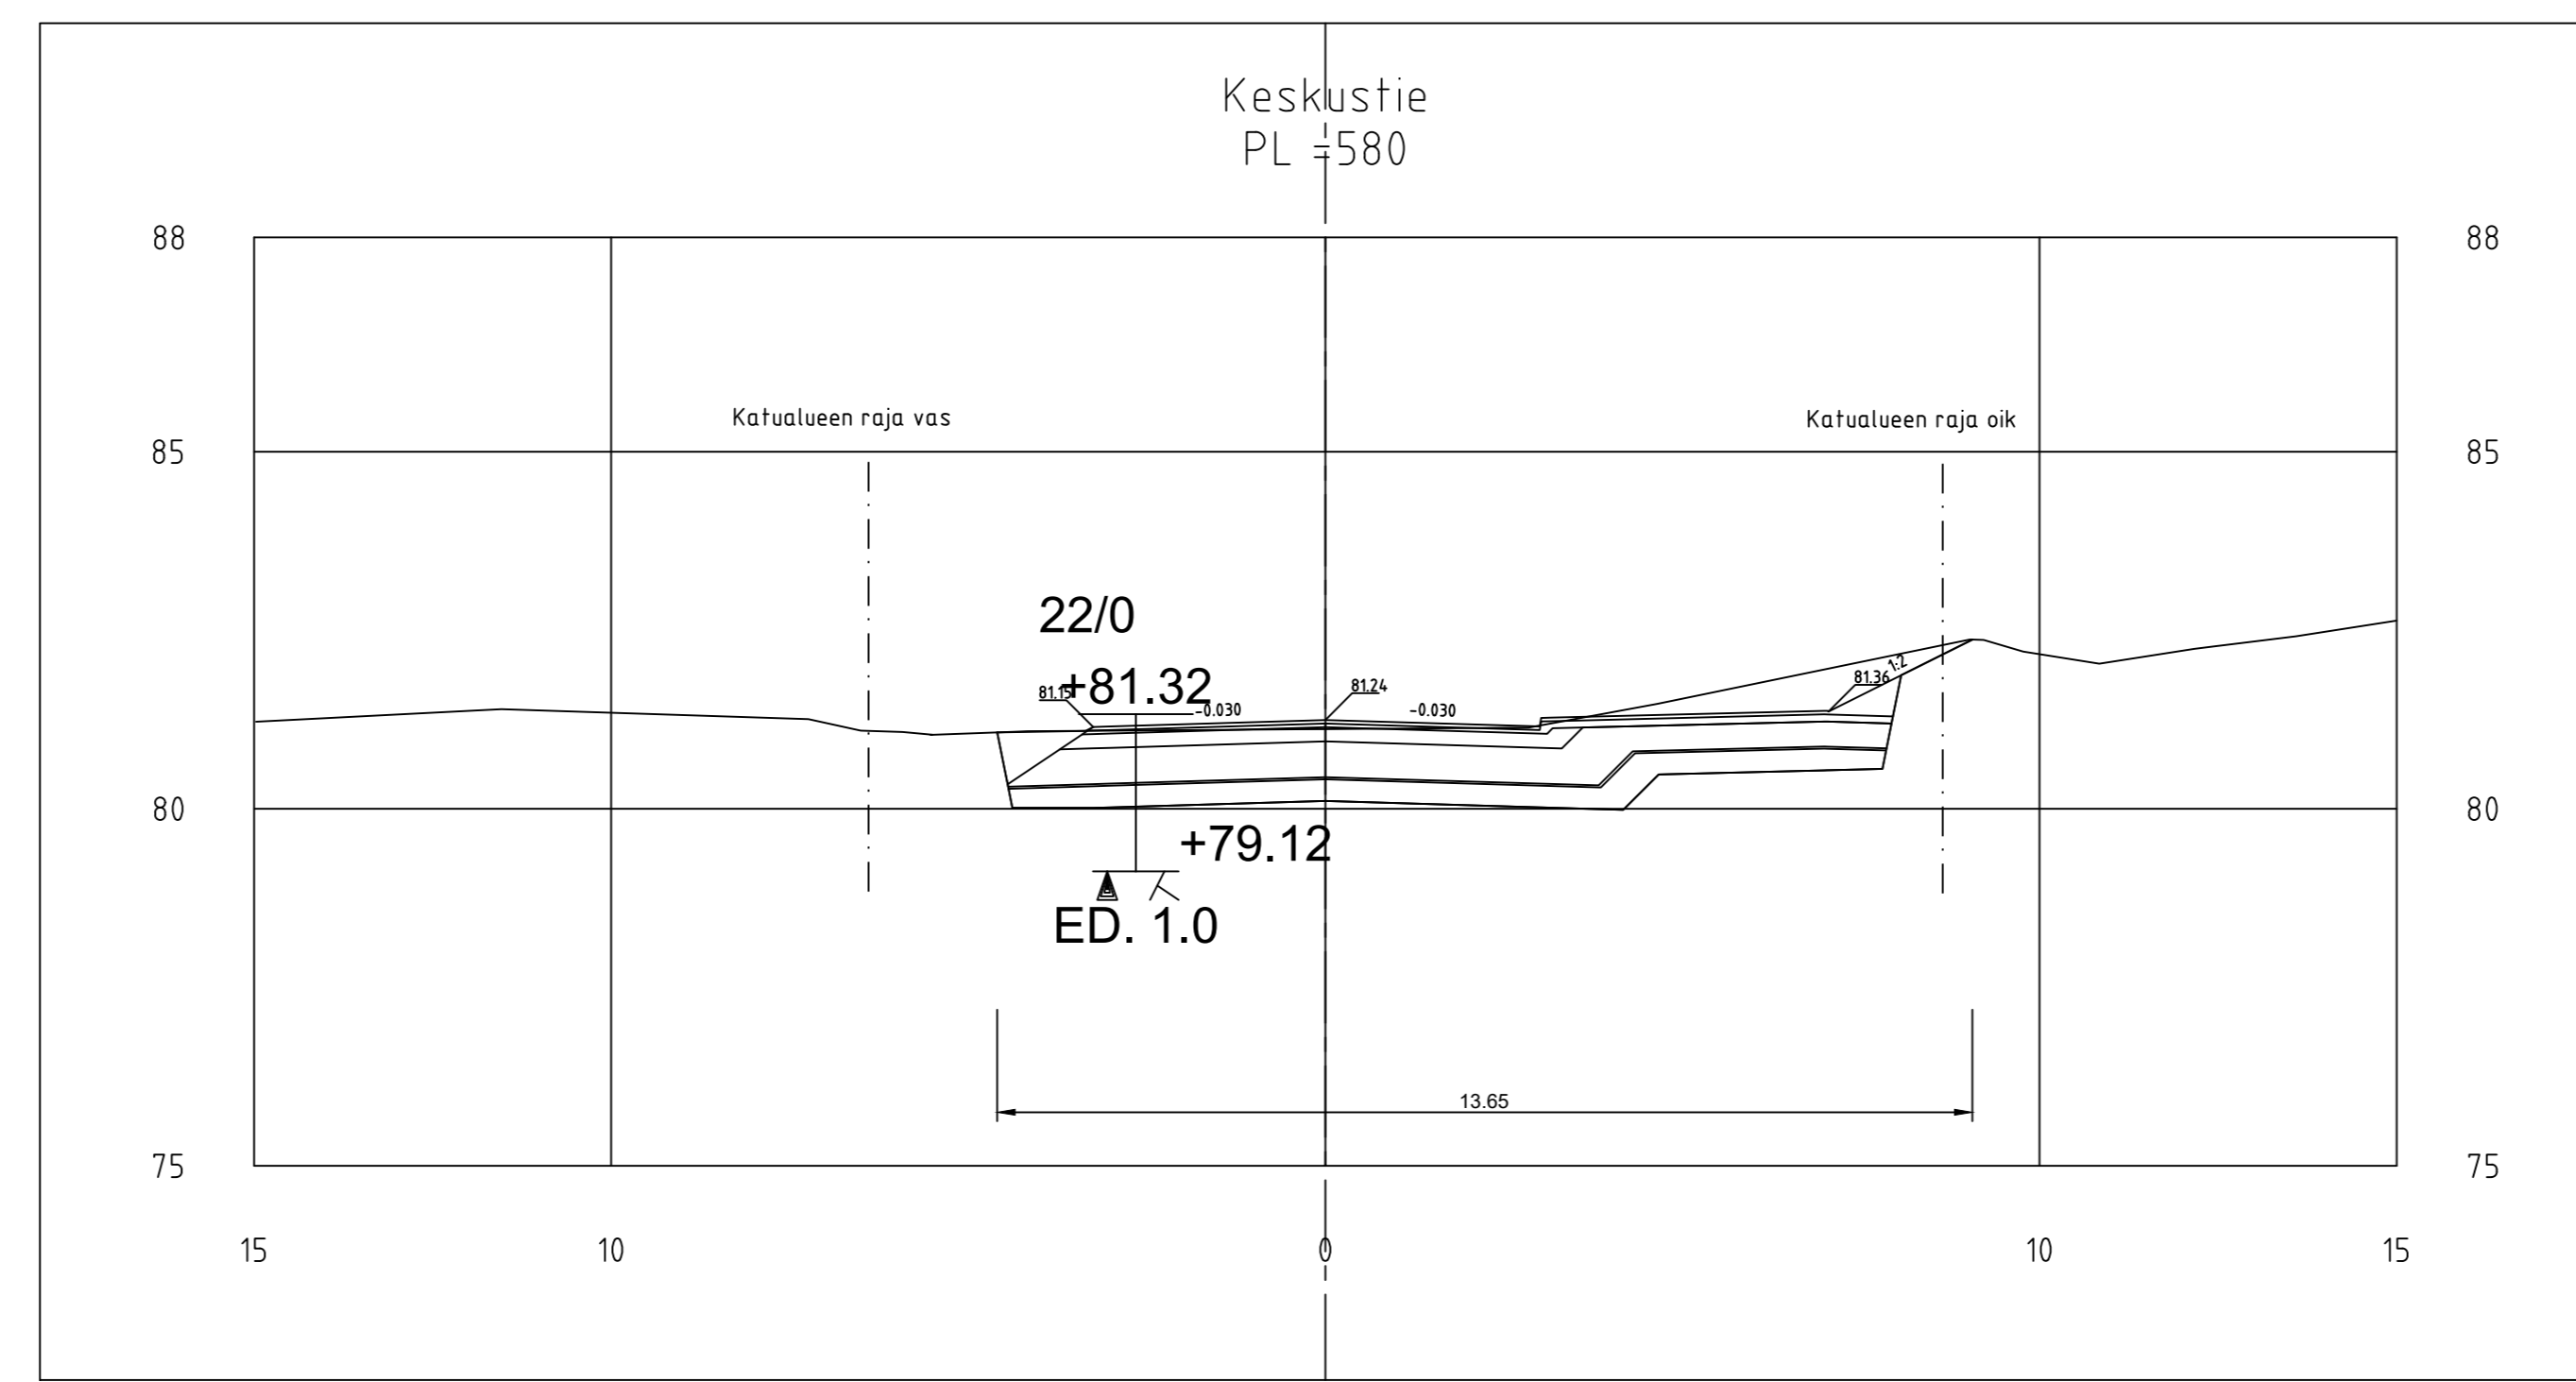 Keskustie
PL =580
88 88
Katualueen raja vas Katualueen raja oik
85 85
22/0
81.15 +81.32 81.24 81.36 1:2
-0.030 -0.030
80 80
+79.12
ED. 1.0
13.65
75 75
15 10 0 10 15